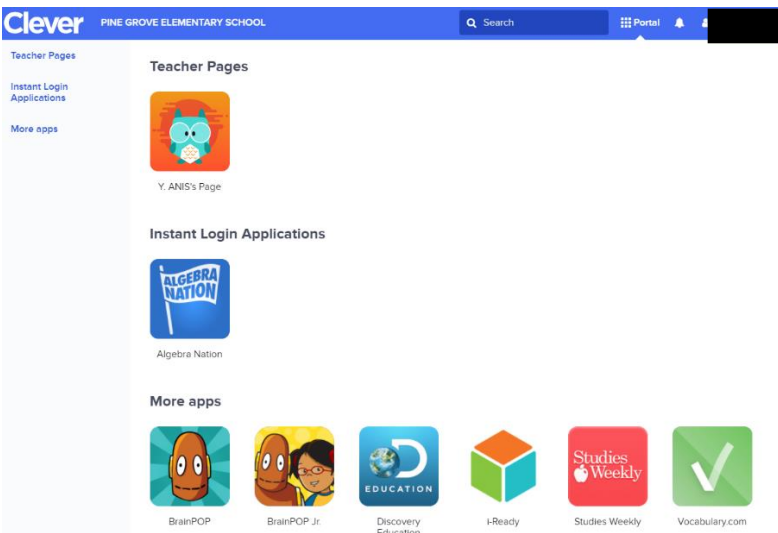 Clever PINE GROVE ELEMENTARY SCHOOL Search Portal
Teacher Pages
Instant Login
Applications
More apps
Teacher Pages
Y. ANIS's Page
Instant Login Applications
ALGEBRA
NATION
Algebra Nation
More apps
EDUCATION
Studies
Weekly
BrainPOP BrainPOP Jr. Discovery i-Ready Studies Weekly Vocabulary.com
Education